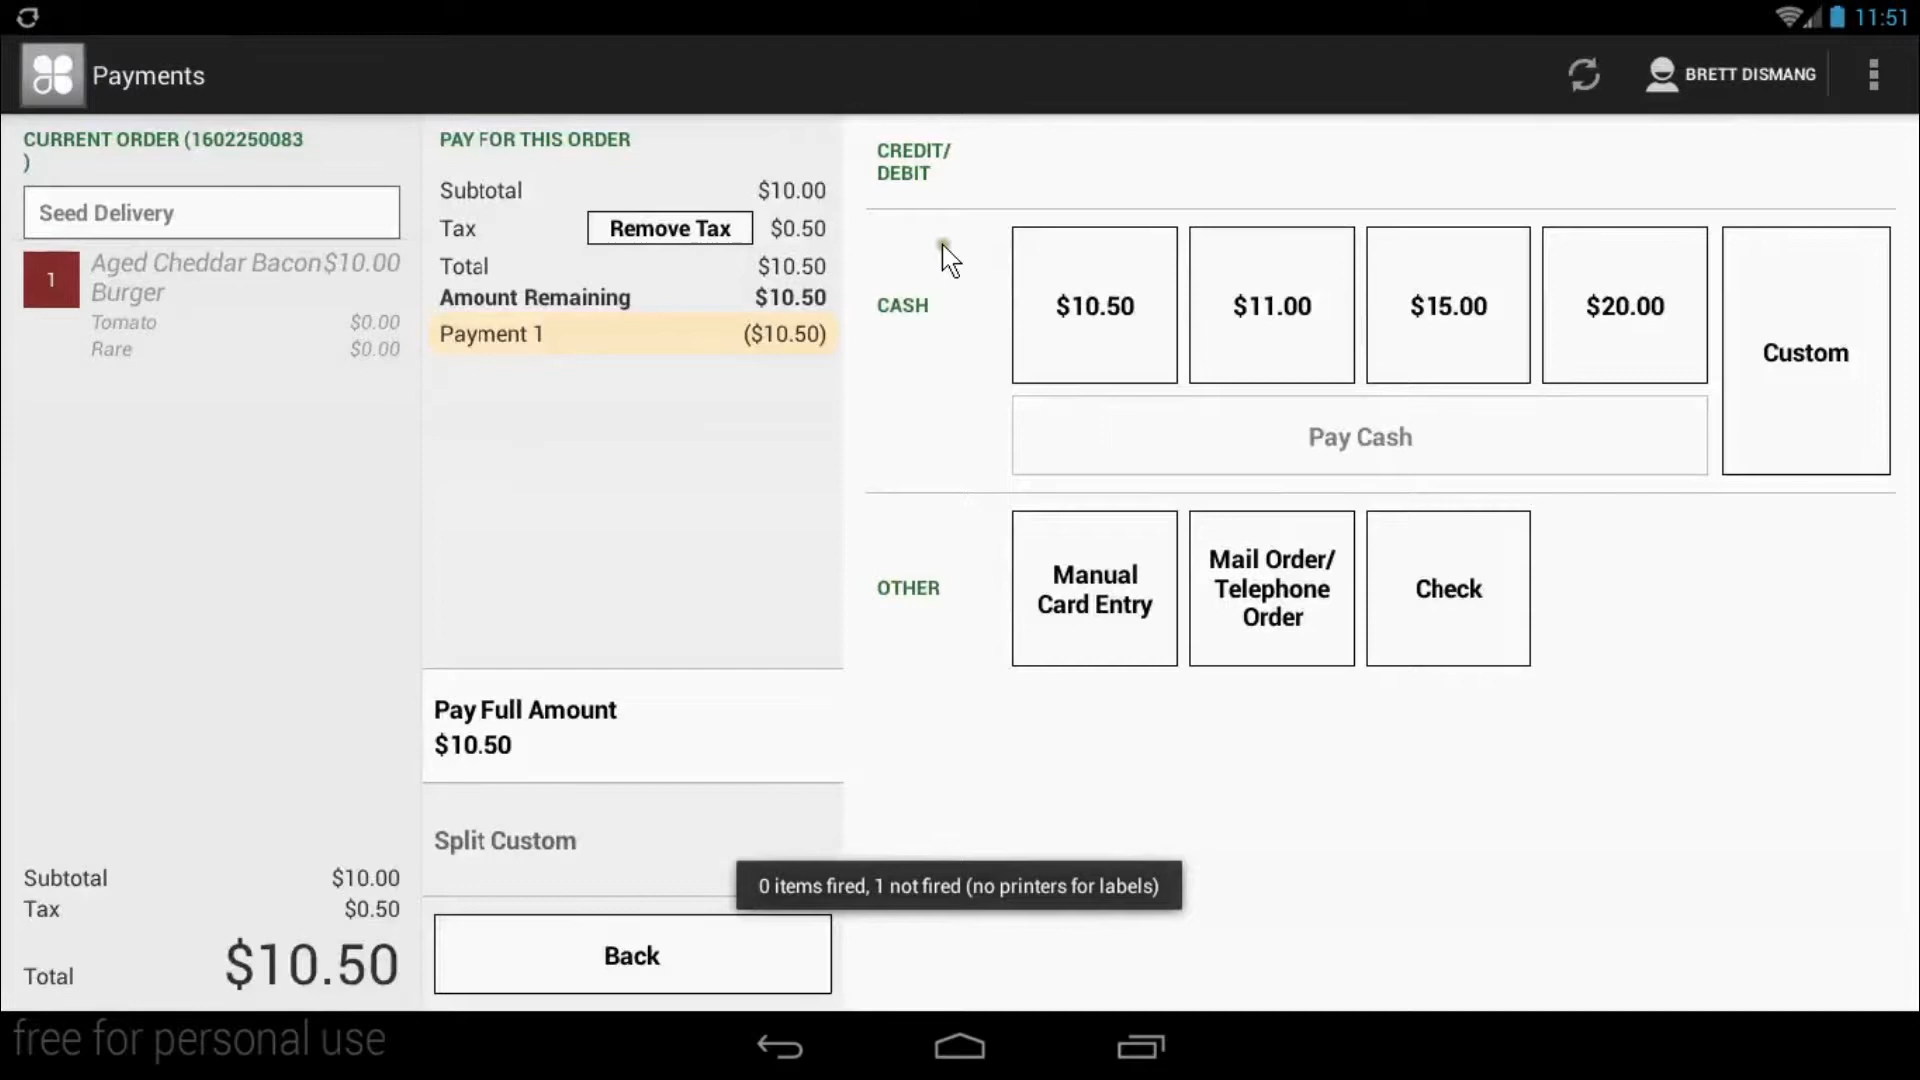 11:51
Payments
BRETT DISMANG
CURRENT ORDER (1602250083
)
Seed Delivery
1
Aged Cheddar Bacon $10.00
Burger
Tomato $0.00
Rare $0.00
Subtotal $10.00
Tax $0.50
Total $10.50
PAY FOR THIS ORDER
Subtotal $10.00
Tax Remove Tax $0.50
Total $10.50
Amount Remaining $10.50
Payment 1 ($10.50)
Pay Full Amount
$10.50
Split Custom
Back
CREDIT/
DEBIT
CASH
$10.50 $11.00 $15.00 $20.00
Custom
Pay Cash
OTHER
Manual
Card Entry
Mail Order/
Telephone
Order
Check
0 items fired, 1 not fired (no printers for labels)
free for personal use